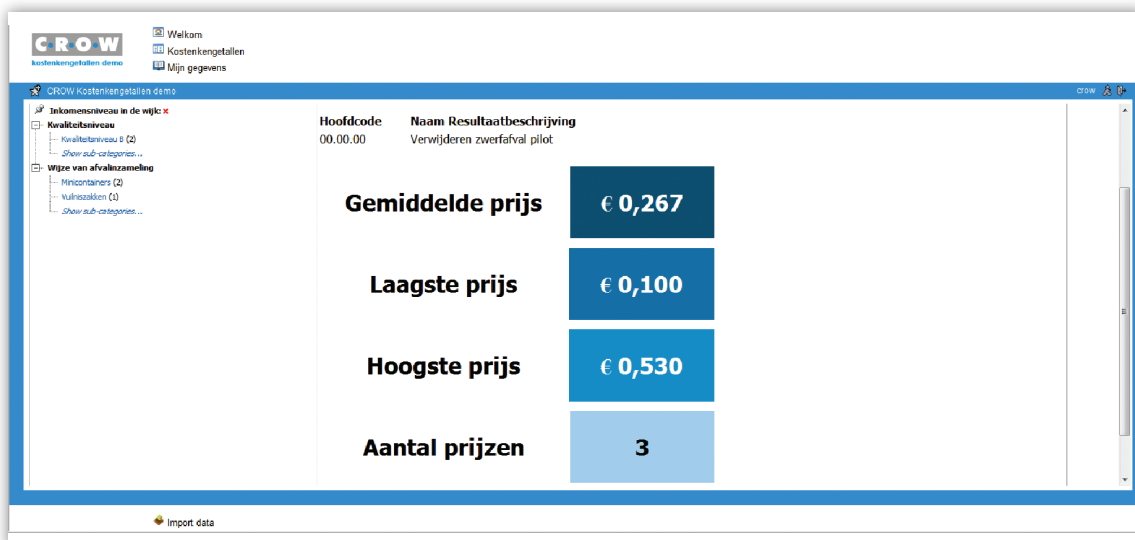 C·R·O·W
kostenkengetallen demo
Welkom
Kostenkengetallen
Mijn gegevens
CROW Kostenkengetallen demo
crow
Inkomensniveau in de wijk: x
Kwaliteitsniveau
Kwaliteitsniveau B (2)
Show sub-categories...
Wijze van afvalinzameling
Minicontainers (2)
Vuilniszakken (1)
Show sub-categories...
Hoofdcode Naam Resultaatbeschrijving
00.00.00 Verwijderen zwerfafval pilot
Gemiddelde prijs € 0,267
Laagste prijs € 0,100
Hoogste prijs € 0,530
Aantal prijzen 3
Import data